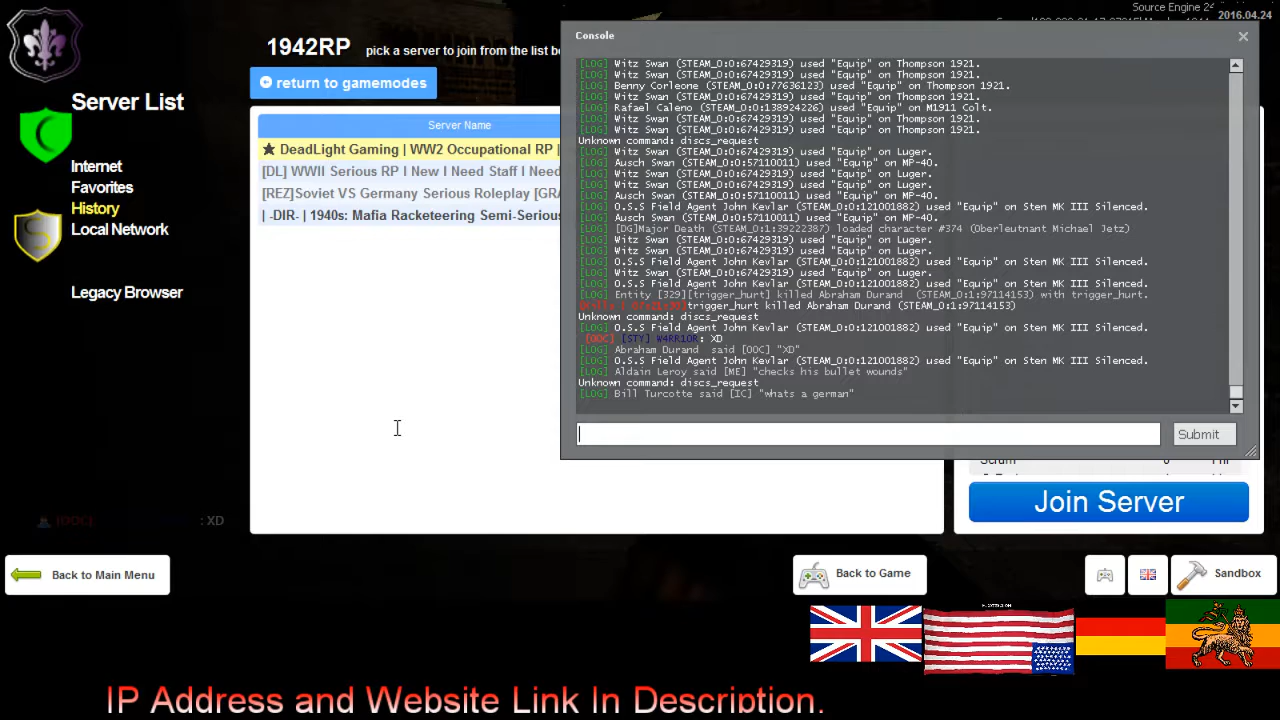 Source Engine 24
2016.04.24
1942RP pick a server to join from the list be
return to gamemodes
Server List
Internet
Favorites
History
Local Network
Legacy Browser
Server Name
★ DeadLight Gaming | WW2 Occupational RP |
[DL] WWII Serious RP I New I Need Staff I Need
[REZ]Soviet VS Germany Serious Roleplay [GRA
| -DIR- | 1940s: Mafia Racketeering Semi-Serious
Console
[LOG] Witz Swan (STEAM_0:0:67429319) used "Equip" on Thompson 1921.
[LOG] Witz Swan (STEAM_0:0:67429319) used "Equip" on Thompson 1921.
[LOG] Benny Corleone (STEAM_0:0:77636123) used "Equip" on Thompson 1921.
[LOG] Witz Swan (STEAM_0:0:67429319) used "Equip" on Thompson 1921.
[LOG] Rafael Caleno (STEAM_0:0:138924226) used "Equip" on M1911 Colt.
[LOG] Witz Swan (STEAM_0:0:67429319) used "Equip" on Thompson 1921.
[LOG] Witz Swan (STEAM_0:0:67429319) used "Equip" on Thompson 1921.
Unknown command: discs_request
[LOG] Witz Swan (STEAM_0:0:67429319) used "Equip" on Luger.
[LOG] Ausch Swan (STEAM_0:0:57110011) used "Equip" on MP-40.
[LOG] Witz Swan (STEAM_0:0:67429319) used "Equip" on Luger.
[LOG] Witz Swan (STEAM_0:0:67429319) used "Equip" on Luger.
[LOG] Ausch Swan (STEAM_0:0:57110011) used "Equip" on MP-40.
[LOG] O.S.S Field Agent John Kevlar (STEAM_0:0:121001882) used "Equip" on Sten MK III Silenced.
[LOG] Ausch Swan (STEAM_0:0:57110011) used "Equip" on MP-40.
[LOG] [DG]Major Death (STEAM_0:1:39222387) loaded character #374 (Oberleutnant Michael Jetz)
[LOG] Witz Swan (STEAM_0:0:67429319) used "Equip" on Luger.
[LOG] Witz Swan (STEAM_0:0:67429319) used "Equip" on Luger.
[LOG] O.S.S Field Agent John Kevlar (STEAM_0:0:121001882) used "Equip" on Sten MK III Silenced.
[LOG] Witz Swan (STEAM_0:0:67429319) used "Equip" on Luger.
[LOG] O.S.S Field Agent John Kevlar (STEAM_0:0:121001882) used "Equip" on Sten MK III Silenced.
[LOG] Entity [329][trigger_hurt] killed Abraham Durand (STEAM_0:1:97114153) with trigger_hurt.
trigger_hurt killed Abraham Durand (STEAM_0:1:97114153)
Unknown command: discs_request
[LOG] O.S.S Field Agent John Kevlar (STEAM_0:0:121001882) used "Equip" on Sten MK III Silenced.
[OOC] [STY] W4RR10R: XD
[LOG] Abraham Durand said [OOC] "XD"
[LOG] O.S.S Field Agent John Kevlar (STEAM_0:0:121001882) used "Equip" on Sten MK III Silenced.
[LOG] Aldain Leroy said [ME] "checks his bullet wounds"
Unknown command: discs_request
[LOG] Bill Turcotte said [IC] "whats a german"
Submit
Join Server
: XD
Back to Main Menu
Back to Game
Sandbox
IP Address and Website Link In Description.